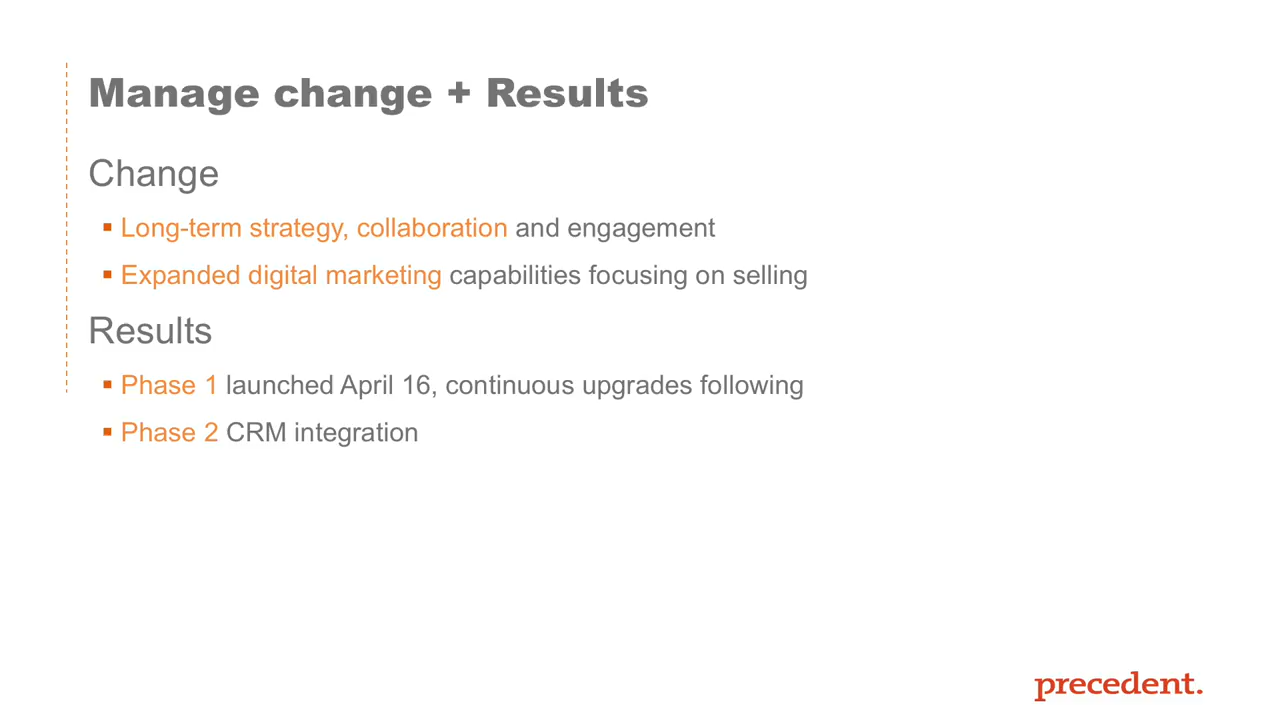 Manage change + Results
Change
▪ Long-term strategy, collaboration and engagement
▪ Expanded digital marketing capabilities focusing on selling
Results
▪ Phase 1 launched April 16, continuous upgrades following
▪ Phase 2 CRM integration
precedent.